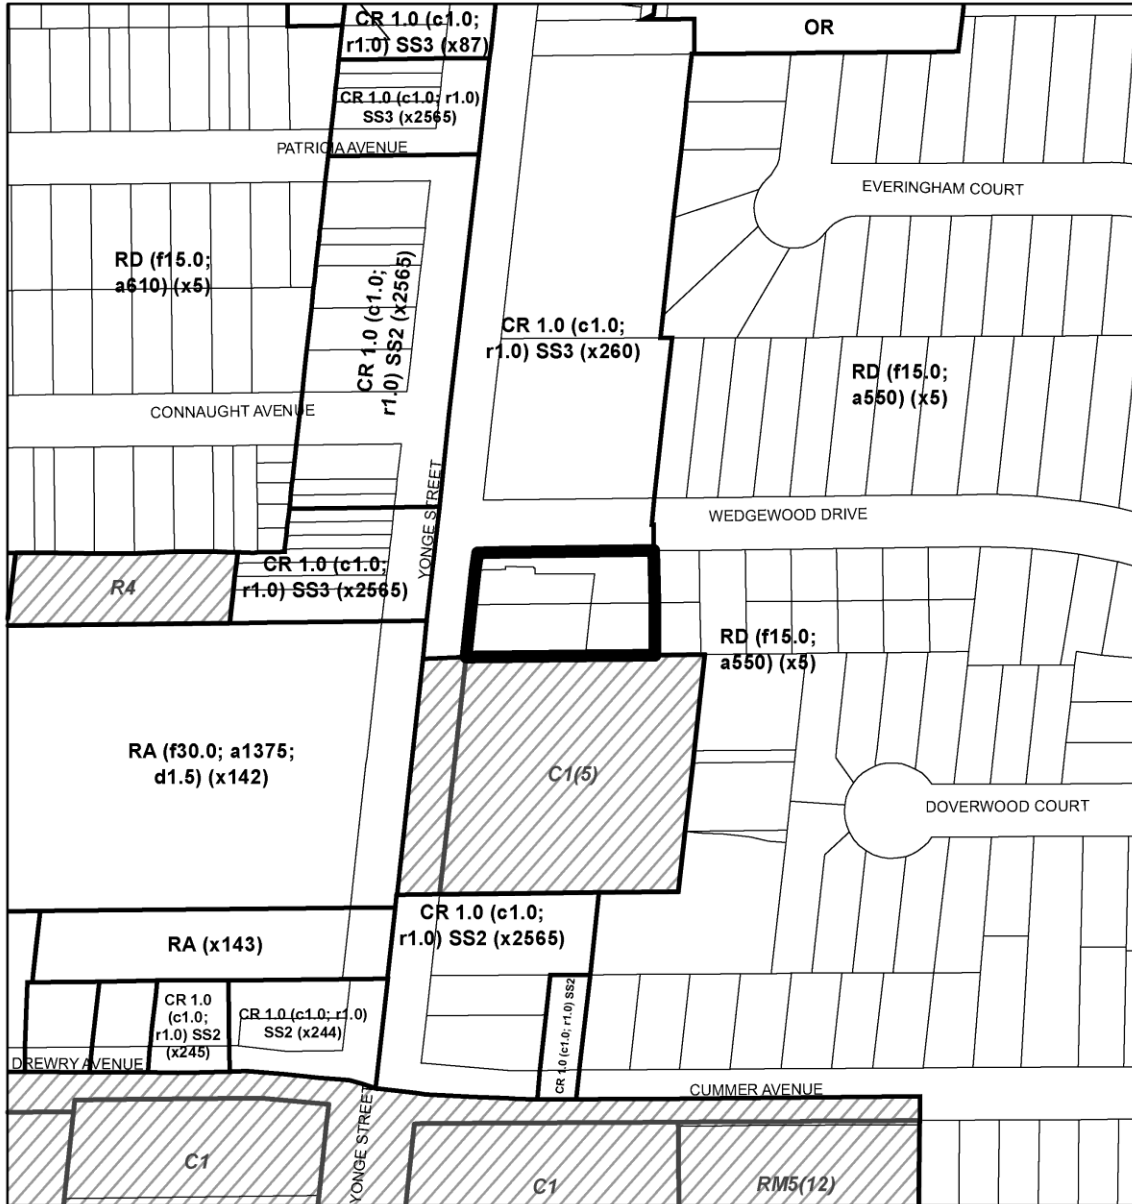 CR 1.0 (c1.0;
r1.0) SS3 (x87)
OR
CR 1.0 (c1.0; r1.0)
SS3 (x2565)
PATRICIA AVENUE
EVERINGHAM COURT
RD (f15.0;
a610) (x5)
CR 1.0 (c1.0;
r1.0) SS2 (x2565)
CR 1.0 (c1.0;
r1.0) SS3 (x260)
RD (f15.0;
a550) (x5)
CONNAUGHT AVENUE
YONGE STREET
WEDGEWOOD DRIVE
R4
CR 1.0 (c1.0;
r1.0) SS3 (x2565)
RD (f15.0;
a550) (x5)
RA (f30.0; a1375;
d1.5) (x142)
C1(5)
DOVERWOOD COURT
CR 1.0 (c1.0;
r1.0) SS2 (x2565)
RA (x143)
CR 1.0
(c1.0;
r1.0) SS2
(x245)
CR 1.0 (c1.0; r1.0)
SS2 (x244)
CR 1.0 (c1.0; r1.0) SS2
DREWRY AVENUE
CUMMER AVENUE
YONGE STREET
C1
C1
RM5(12)